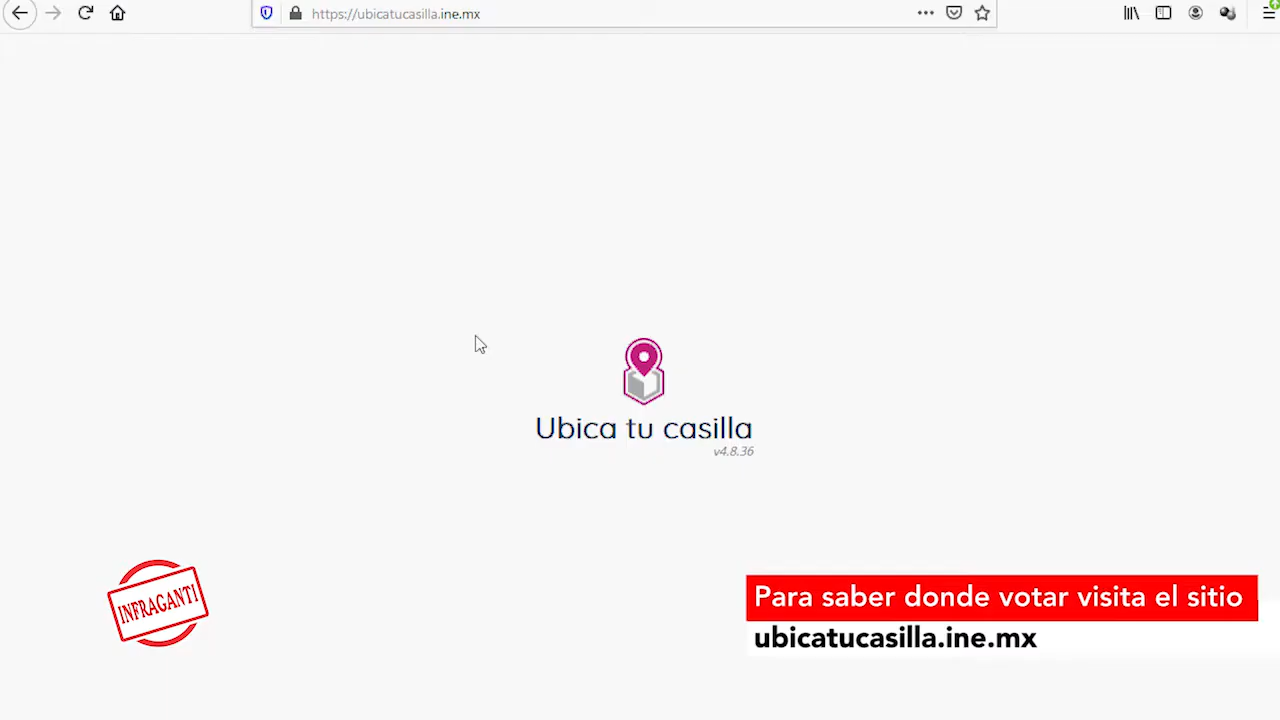 https://ubicatucasilla.ine.mx
Ubica tu casilla
v4.8.36
INFRAGANTI
Para saber donde votar visita el sitio
ubicatucasilla.ine.mx